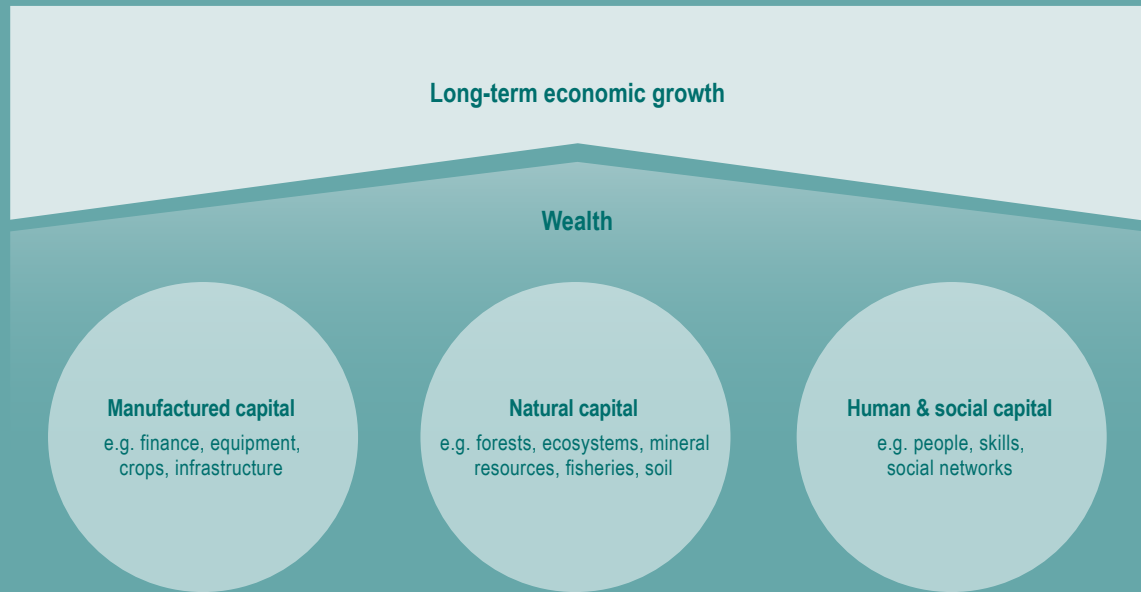 Long-term economic growth
Wealth
Manufactured capital
e.g. finance, equipment,
crops, infrastructure
Natural capital
e.g. forests, ecosystems, mineral
resources, fisheries, soil
Human & social capital
e.g. people, skills,
social networks